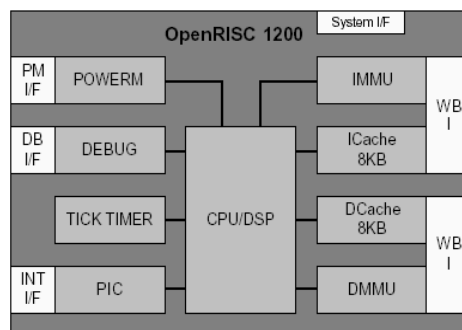 System I/F
OpenRISC 1200
PM
I/F
POWERM
IMMU
WB
I
DB
I/F
DEBUG
ICache
8KB
CPU/DSP
TICK TIMER
DCache
8KB
WB
I
INT
I/F
PIC
DMMU